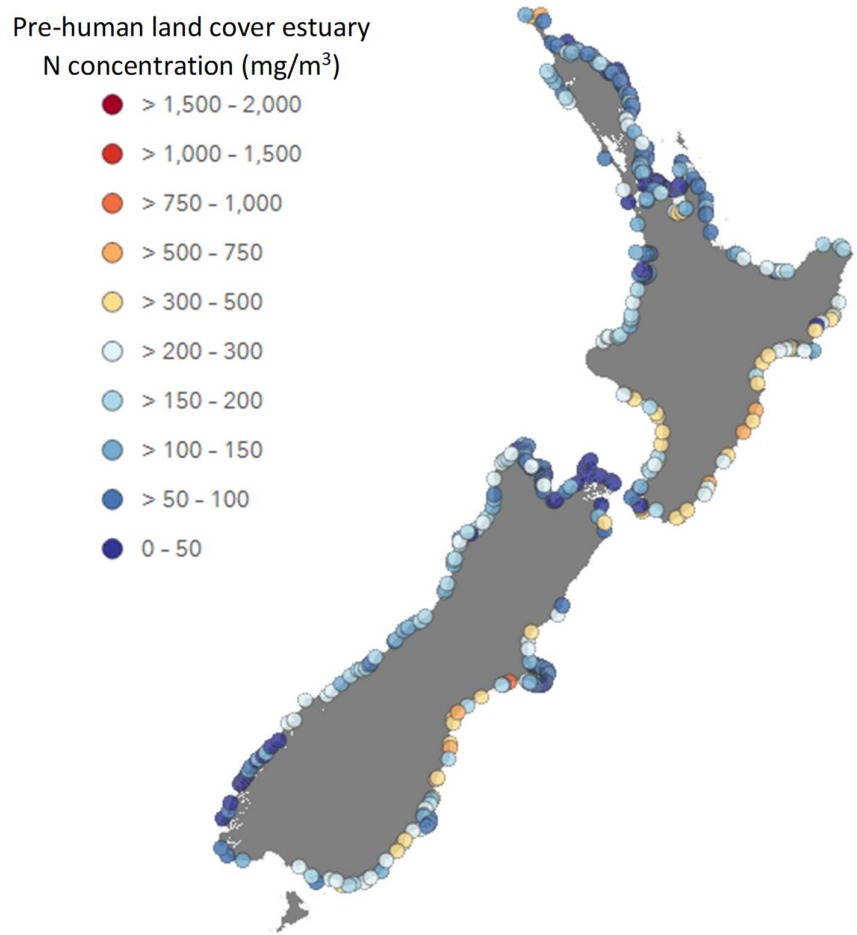 Pre-human land cover estuary
N concentration (mg/m³)
> 1,500 - 2,000
> 1,000 - 1,500
> 750 - 1,000
> 500 - 750
> 300 - 500
> 200 - 300
> 150 - 200
> 100 - 150
> 50 - 100
0 - 50